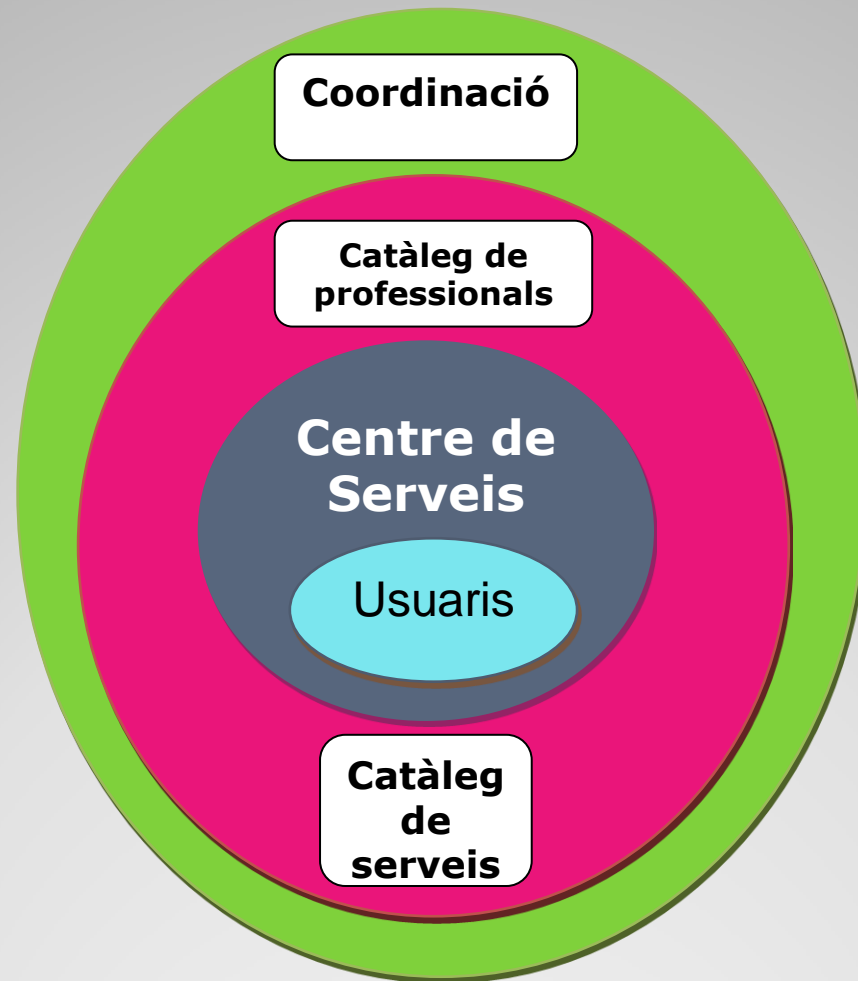 Coordinació
Catàleg de
professionals
Centre de
Serveis
Usuaris
Catàleg
de
serveis